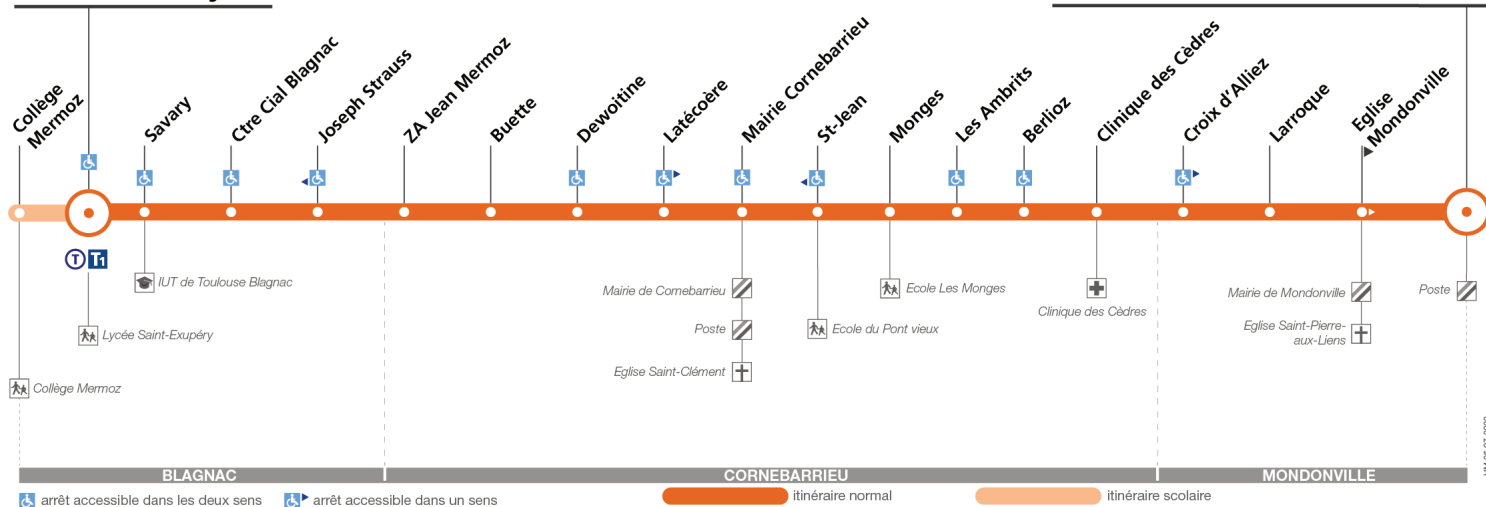 Collège
Mermoz
Savary
Ctre Cial Blagnac
Joseph Strauss
ZA Jean Mermoz
Buette
Dewoitine
Latécoère
Mairie Cornebarrieu
St-Jean
Monges
Les Ambrits
Berlioz
Clinique des Cèdres
Croix d'Alliez
Larroque
Eglise
Mondonville
T T1
IUT de Toulouse Blagnac
Lycée Saint-Exupéry
Collège Mermoz
Mairie de Cornebarrieu
Poste
Eglise Saint-Clément
Ecole du Pont vieux
Ecole Les Monges
Clinique des Cèdres
Mairie de Mondonville
Eglise Saint-Pierre-
aux-Liens
Poste
BLAGNAC
CORNEBARRIEU
MONDONVILLE
arrêt accessible dans les deux sens
arrêt accessible dans un sens
itinéraire normal
itinéraire scolaire